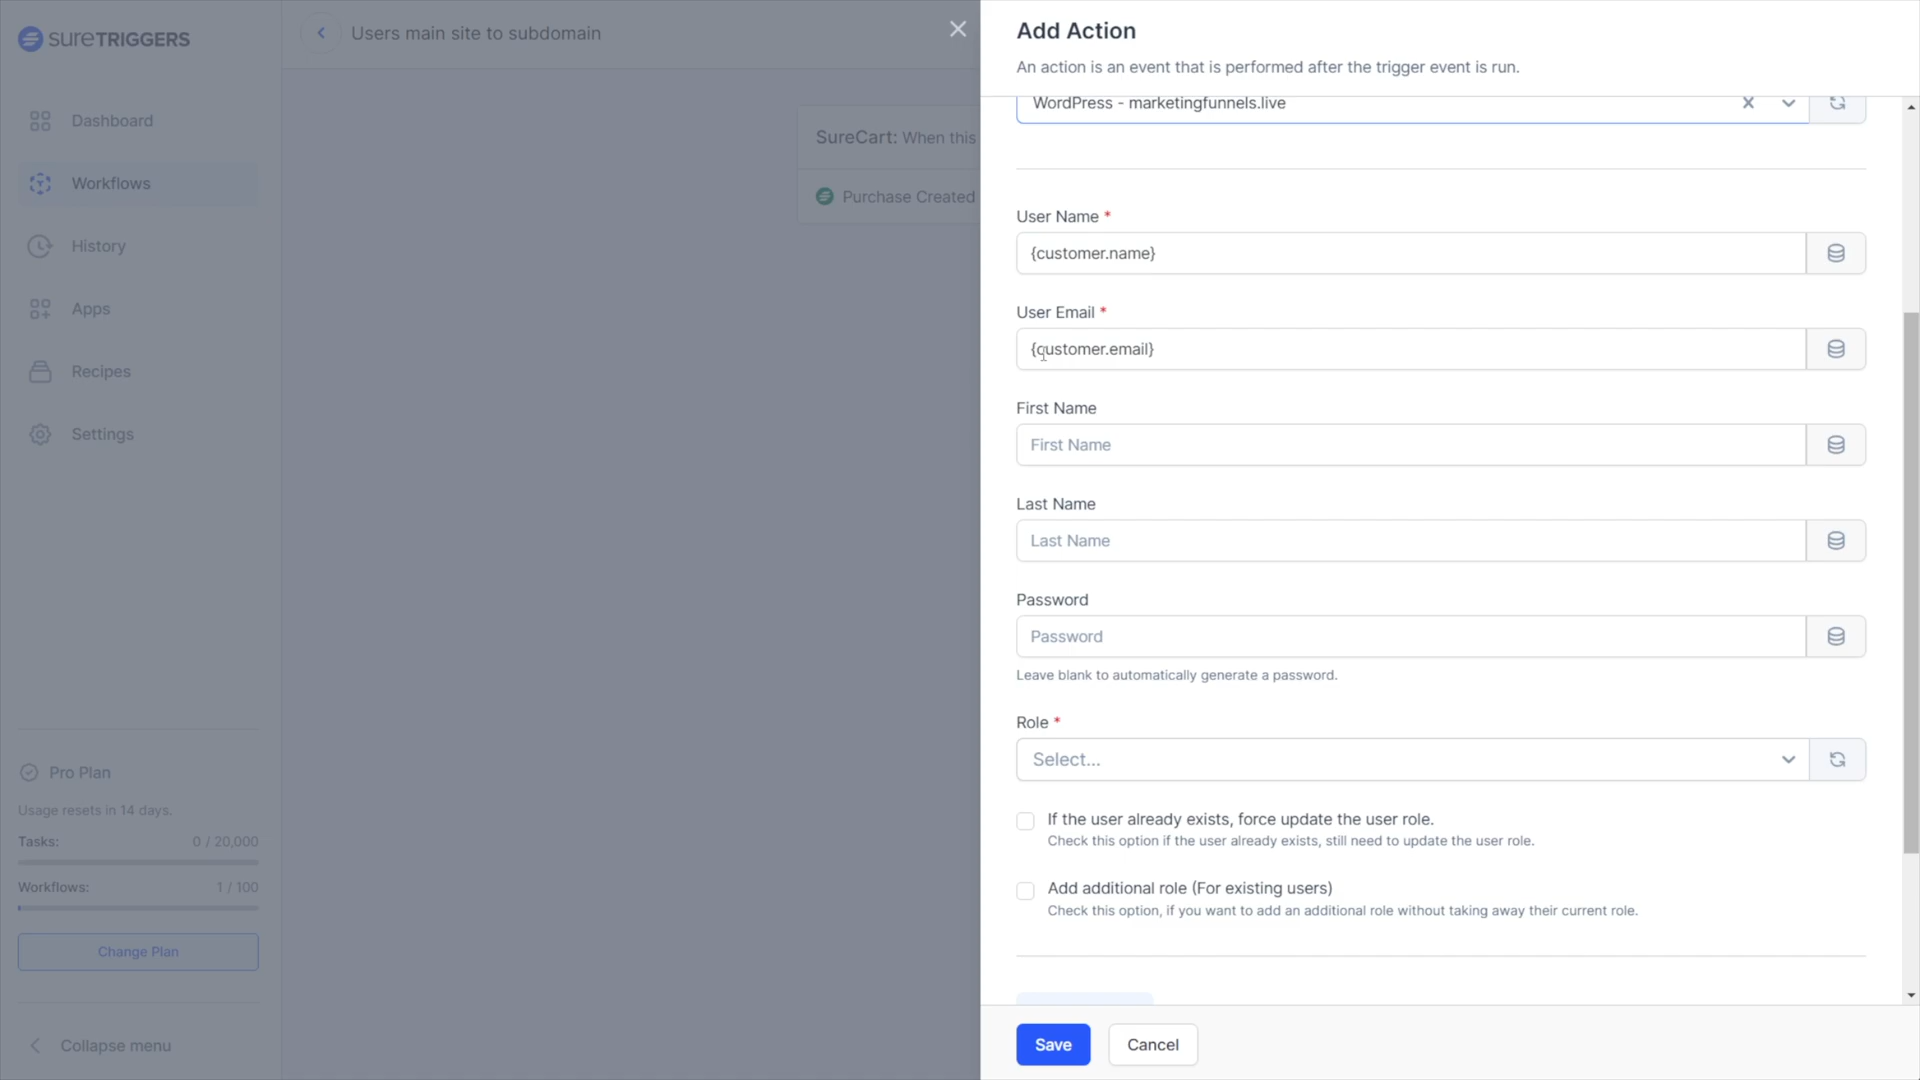 sureTRIGGERS
Dashboard
Workflows
History
Apps
Recipes
Settings
Pro Plan
Usage resets in 14 days.
Tasks: 0 / 20,000
Workflows: 1 / 100
Change Plan
Collapse menu
Users main site to subdomain
SureCart: When this
Purchase Created
Add Action
An action is an event that is performed after the trigger event is run.
WordPress - marketingfunnels.live
User Name *
{customer.name}
User Email *
{customer.email}
First Name
First Name
Last Name
Last Name
Password
Password
Leave blank to automatically generate a password.
Role *
Select...
If the user already exists, force update the user role.
Check this option if the user already exists, still need to update the user role.
Add additional role (For existing users)
Check this option, if you want to add an additional role without taking away their current role.
Save
Cancel